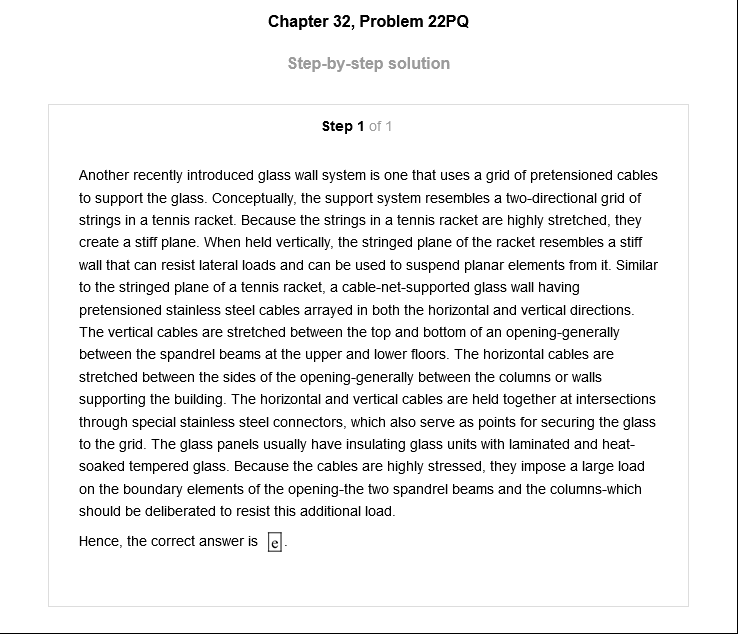 Chapter 32, Problem 22PQ
Step-by-step solution
Step 1 of 1
Another recently introduced glass wall system is one that uses a grid of pretensioned cables
to support the glass. Conceptually, the support system resembles a two-directional grid of
strings in a tennis racket. Because the strings in a tennis racket are highly stretched, they
create a stiff plane. When held vertically, the stringed plane of the racket resembles a stiff
wall that can resist lateral loads and can be used to suspend planar elements from it. Similar
to the stringed plane of a tennis racket, a cable-net-supported glass wall having
pretensioned stainless steel cables arrayed in both the horizontal and vertical directions.
The vertical cables are stretched between the top and bottom of an opening-generally
between the spandrel beams at the upper and lower floors. The horizontal cables are
stretched between the sides of the opening-generally between the columns or walls
supporting the building. The horizontal and vertical cables are held together at intersections
through special stainless steel connectors, which also serve as points for securing the glass
to the grid. The glass panels usually have insulating glass units with laminated and heat-
soaked tempered glass. Because the cables are highly stressed, they impose a large load
on the boundary elements of the opening-the two spandrel beams and the columns-which
should be deliberated to resist this additional load.
Hence, the correct answer is e.